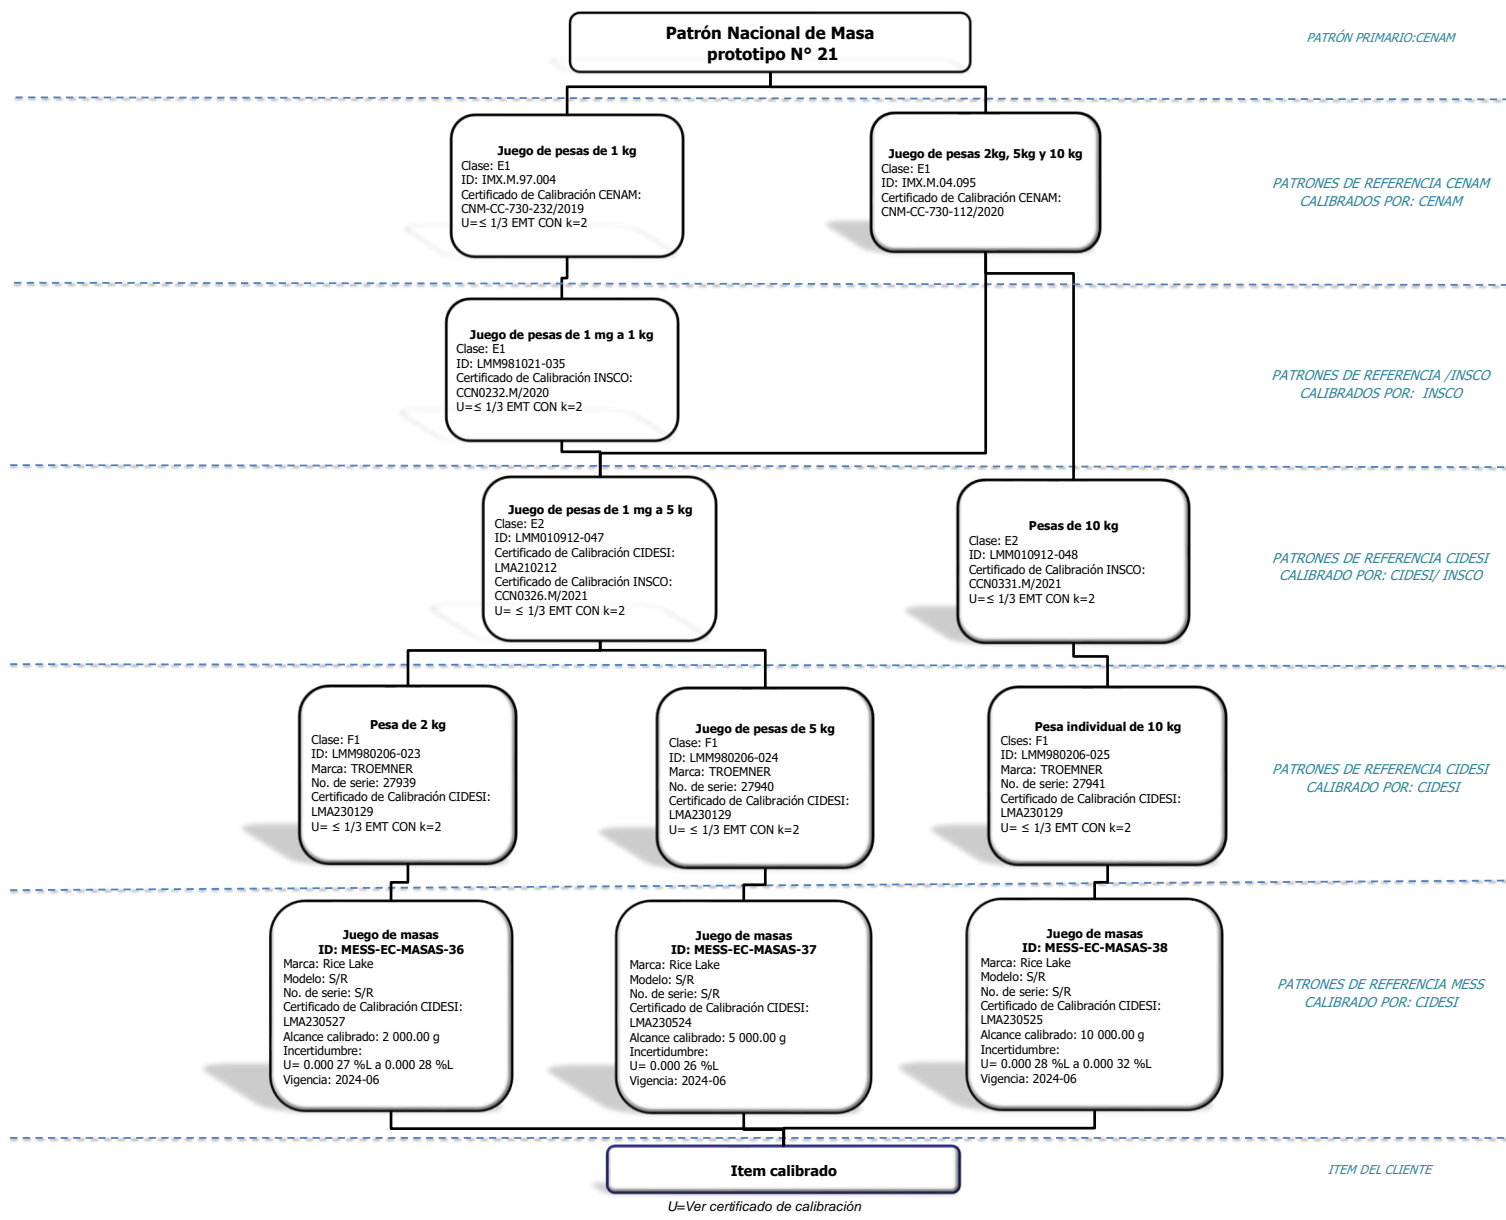 Patrón Nacional de Masa
prototipo N° 21
PATRÓN PRIMARIO:CENAM
Juego de pesas de 1 kg
Clase: E1
ID: IMX.M.97.004
Certificado de Calibración CENAM:
CNM-CC-730-232/2019
U=≤ 1/3 EMT CON k=2
Juego de pesas 2kg, 5kg y 10 kg
Clase: E1
ID: IMX.M.04.095
Certificado de Calibración CENAM:
CNM-CC-730-112/2020
PATRONES DE REFERENCIA CENAM
CALIBRADOS POR: CENAM
Juego de pesas de 1 mg a 1 kg
Clase: E1
ID: LMM981021-035
Certificado de Calibración INSCO:
CCN0232.M/2020
U=≤ 1/3 EMT CON k=2
PATRONES DE REFERENCIA /INSCO
CALIBRADOS POR: INSCO
Juego de pesas de 1 mg a 5 kg
Clase: E2
ID: LMM010912-047
Certificado de Calibración CIDESI:
LMA210212
Certificado de Calibración INSCO:
CCN0326.M/2021
U= ≤ 1/3 EMT CON k=2
Pesas de 10 kg
Clase: E2
ID: LMM010912-048
Certificado de Calibración INSCO:
CCN0331.M/2021
U=≤ 1/3 EMT CON k=2
PATRONES DE REFERENCIA CIDESI
CALIBRADO POR: CIDESI/ INSCO
Pesa de 2 kg
Clase: F1
ID: LMM980206-023
Marca: TROEMNER
No. de serie: 27939
Certificado de Calibración CIDESI:
LMA230129
U= ≤ 1/3 EMT CON k=2
Juego de pesas de 5 kg
Clase: F1
ID: LMM980206-024
Marca: TROEMNER
No. de serie: 27940
Certificado de Calibración CIDESI:
LMA230129
U= ≤ 1/3 EMT CON k=2
Pesa individual de 10 kg
Clses: F1
ID: LMM980206-025
Marca: TROEMNER
No. de serie: 27941
Certificado de Calibración CIDESI:
LMA230129
U= ≤ 1/3 EMT CON k=2
PATRONES DE REFERENCIA CIDESI
CALIBRADO POR: CIDESI
Juego de masas
ID: MESS-EC-MASAS-36
Marca: Rice Lake
Modelo: S/R
No. de serie: S/R
Certificado de Calibración CIDESI:
LMA230527
Alcance calibrado: 2 000.00 g
Incertidumbre:
U= 0.000 27 %L a 0.000 28 %L
Vigencia: 2024-06
Juego de masas
ID: MESS-EC-MASAS-37
Marca: Rice Lake
Modelo: S/R
No. de serie: S/R
Certificado de Calibración CIDESI:
LMA230524
Alcance calibrado: 5 000.00 g
Incertidumbre:
U= 0.000 26 %L
Vigencia: 2024-06
Juego de masas
ID: MESS-EC-MASAS-38
Marca: Rice Lake
Modelo: S/R
No. de serie: S/R
Certificado de Calibración CIDESI:
LMA230525
Alcance calibrado: 10 000.00 g
Incertidumbre:
U= 0.000 28 %L a 0.000 32 %L
Vigencia: 2024-06
PATRONES DE REFERENCIA MESS
CALIBRADO POR: CIDESI
Item calibrado
ITEM DEL CLIENTE
U=Ver certificado de calibración